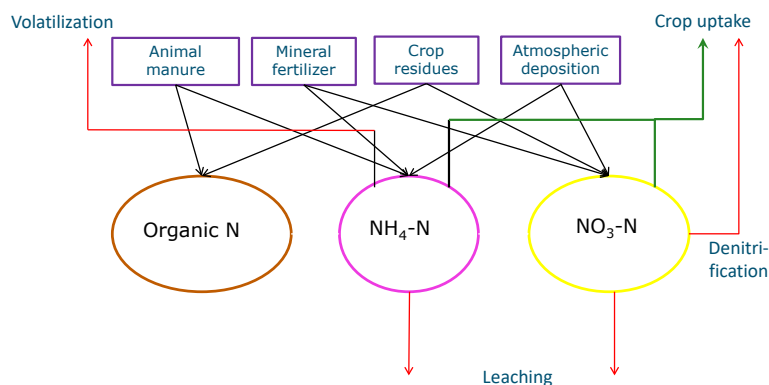 Volatilization
Crop uptake
Animal
manure
Mineral
fertilizer
Crop
residues
Atmospheric
deposition
Organic N
NH₄-N
NO₃-N
Denitri-
fication
Leaching